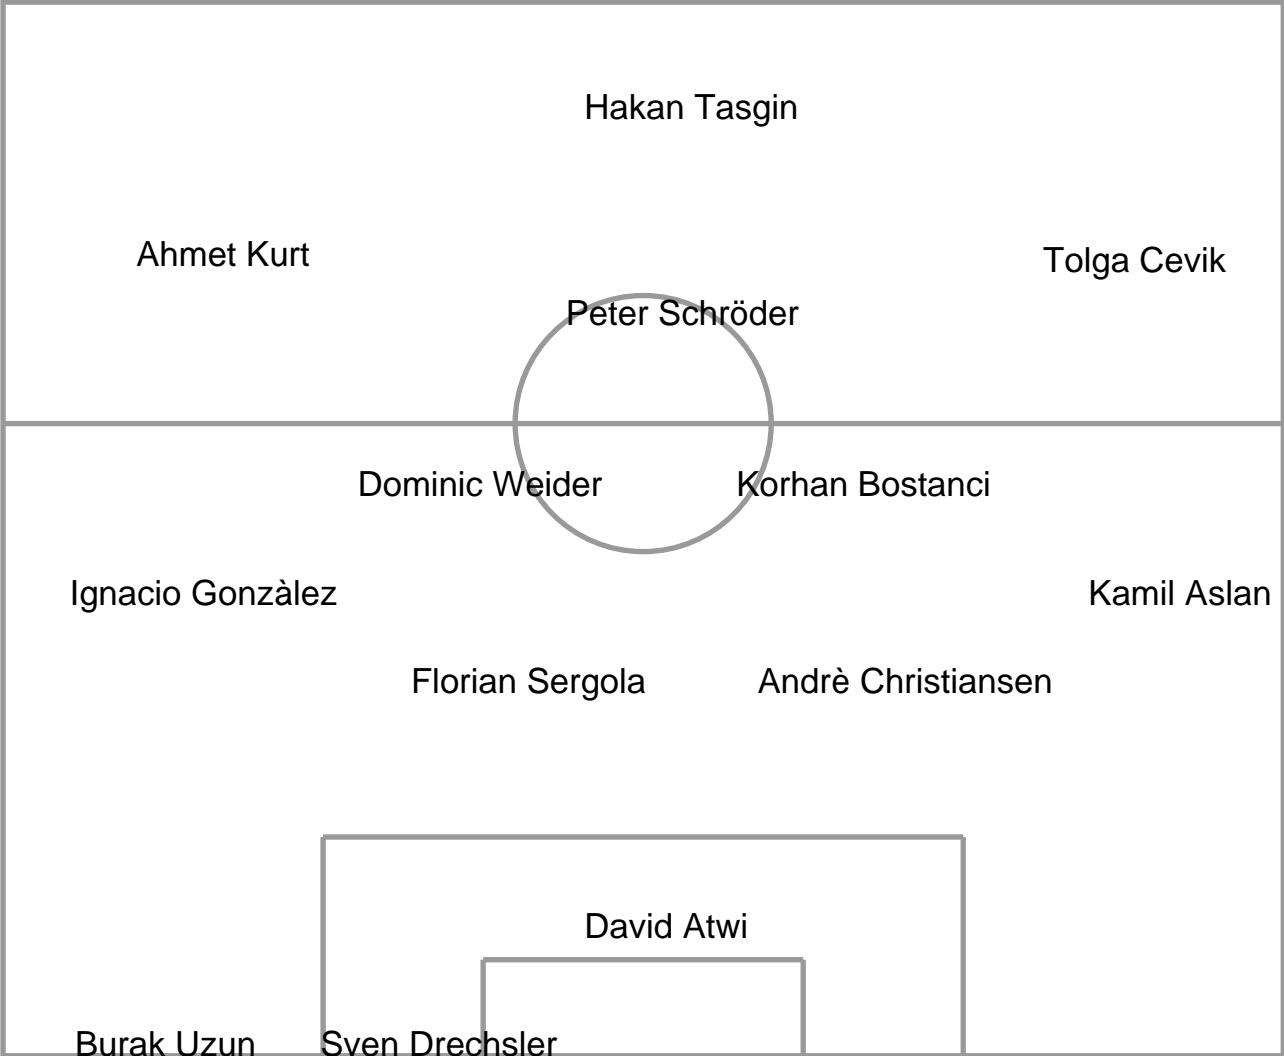 Hakan Tasgin
Ahmet Kurt
Tolga Cevik
Peter Schröder
Dominic Weider
Korhan Bostanci
Ignacio Gonzàlez
Kamil Aslan
Florian Sergola
Andrè Christiansen
David Atwi
Burak Uzun
Sven Drechsler